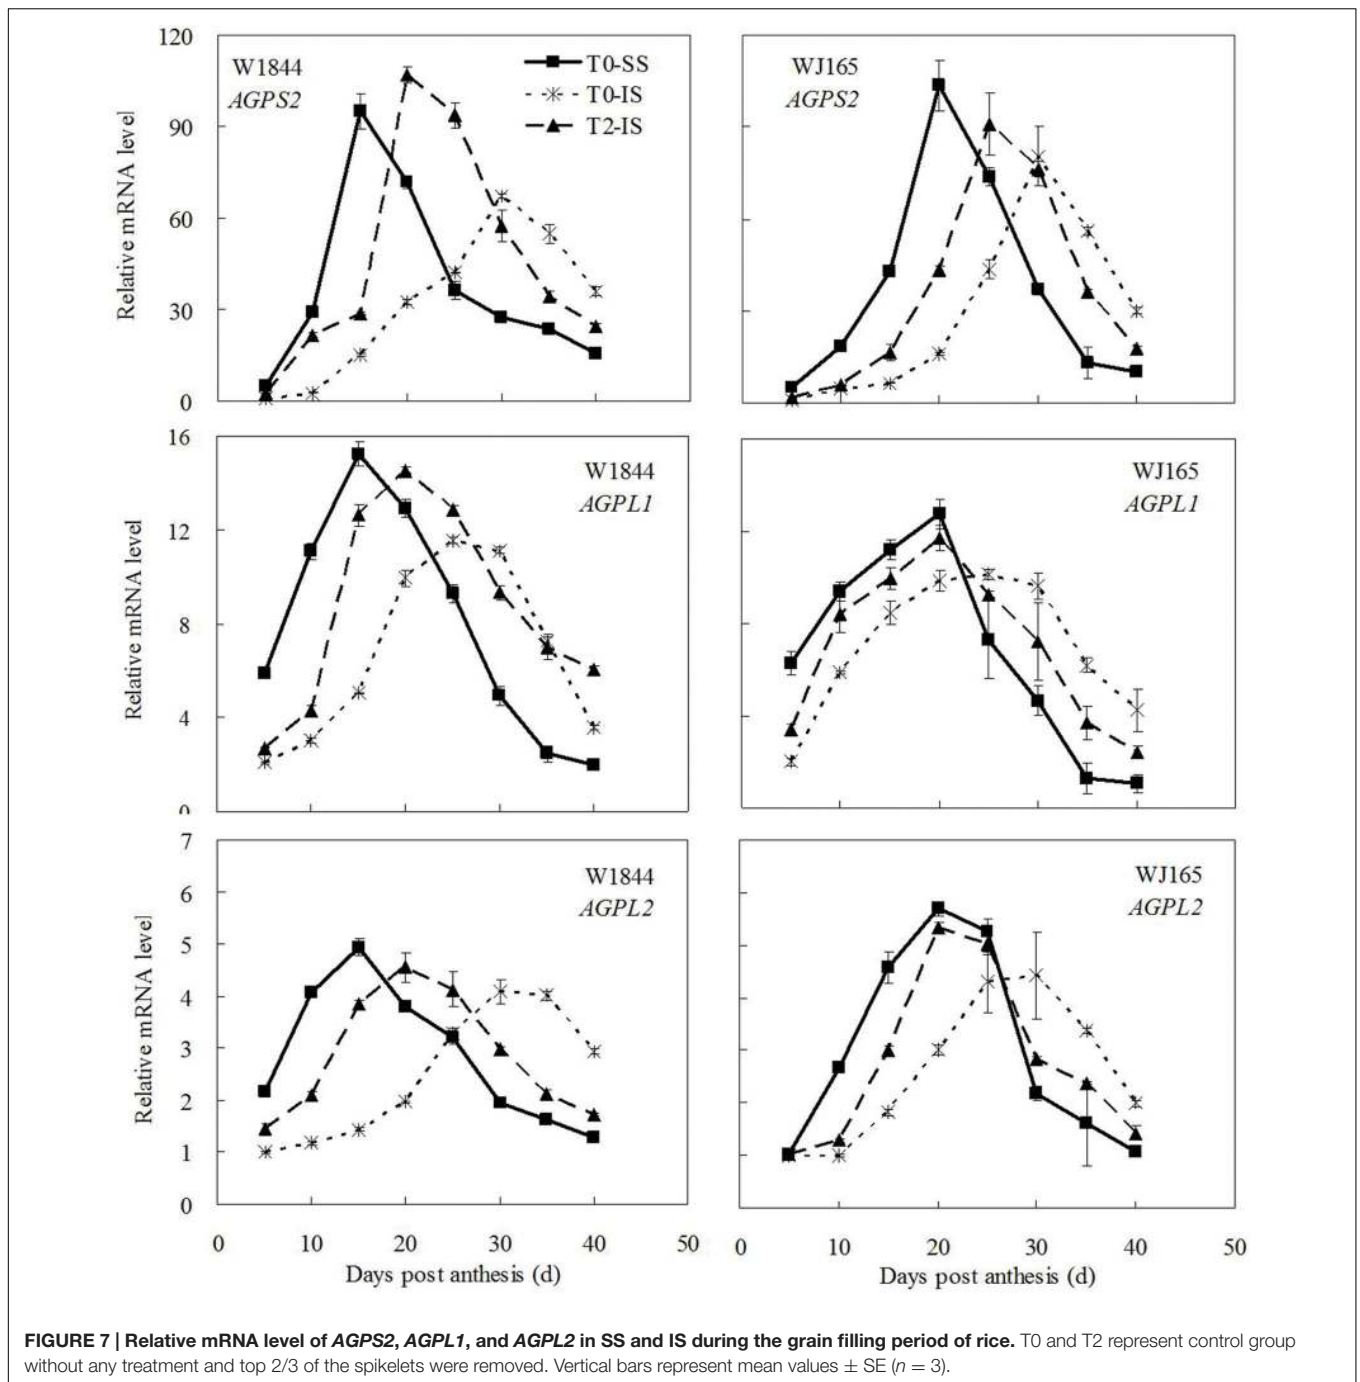 120
90
60
30
0
Relative mRNA level
W1844
AGPS2
T0-SS
T0-IS
T2-IS
WJ165
AGPS2
16
12
8
4
0
Relative mRNA level
W1844
AGPL1
WJ165
AGPL1
7
6
5
4
3
2
1
0
Relative mRNA level
W1844
AGPL2
WJ165
AGPL2
0 10 20 30 40 50
Days post anthesis (d)
0 10 20 30 40 50
Days post anthesis (d)
FIGURE 7 | Relative mRNA level of AGPS2, AGPL1, and AGPL2 in SS and IS during the grain filling period of rice. T0 and T2 represent control group
without any treatment and top 2/3 of the spikelets were removed. Vertical bars represent mean values ± SE (n = 3).